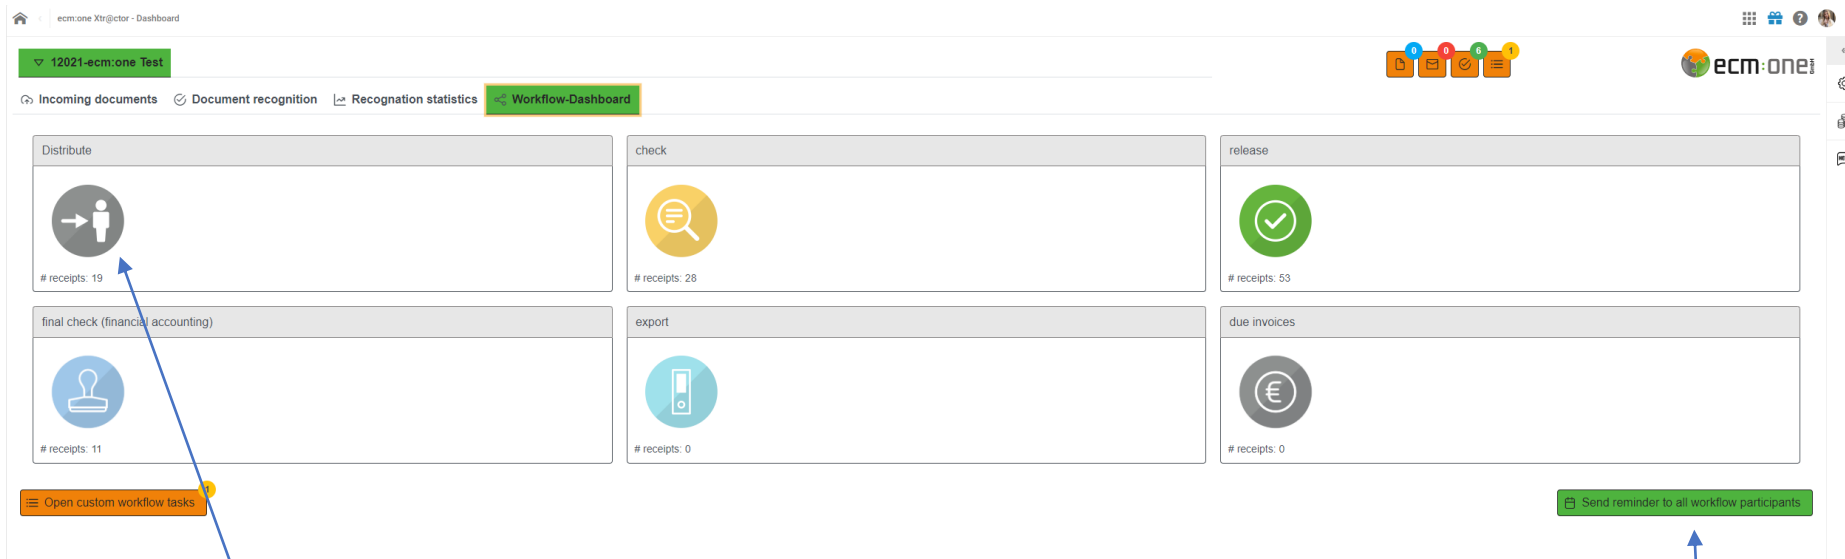 ecm:one Xtr@ctor - Dashboard
12021-ecm:one Test
0 0 6 1
ecm:one GmbH
Incoming documents Document recognition Recognation statistics Workflow-Dashboard
Distribute check release
# receipts: 19 # receipts: 28 # receipts: 53
final check (financial accounting) export due invoices
# receipts: 11 # receipts: 0 # receipts: 0
Open custom workflow tasks 1
Send reminder to all workflow participants